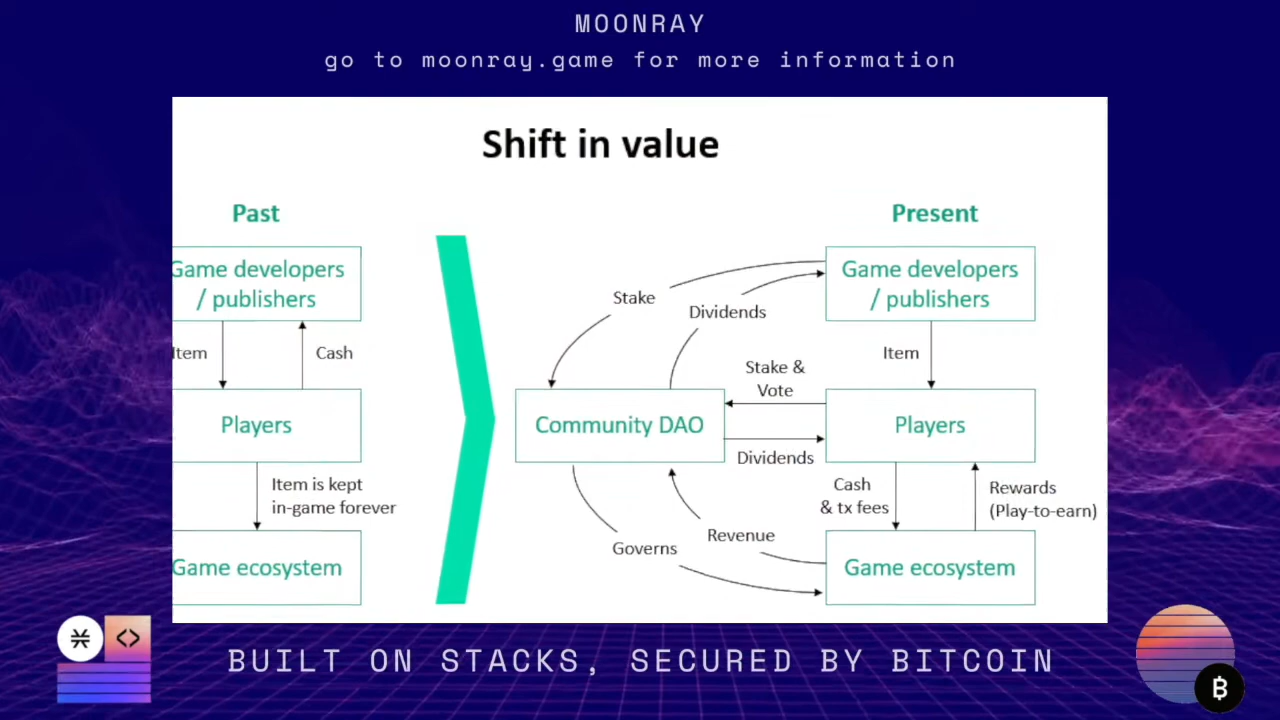 MOONRAY
go to moonray.game for more information
Shift in value
Past
Present
Game developers
/ publishers
Item
Cash
Players
Item is kept
in-game forever
Game ecosystem
Stake
Dividends
Community DAO
Stake &
Vote
Dividends
Governs
Revenue
Game developers
/ publishers
Item
Players
Cash
& tx fees
Rewards
(Play-to-earn)
Game ecosystem
BUILT ON STACKS, SECURED BY BITCOIN